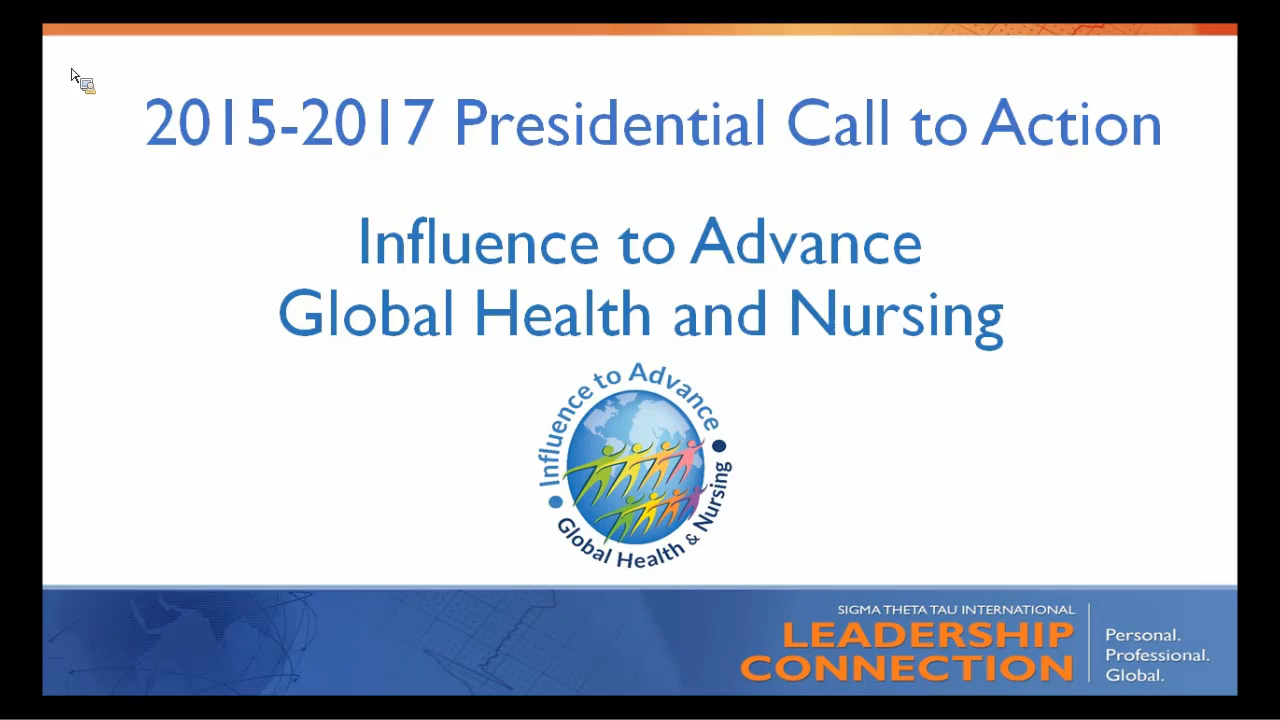 2015-2017 Presidential Call to Action
Influence to Advance
Global Health and Nursing
Influence to Advance
Global Health & Nursing
SIGMA THETA TAU INTERNATIONAL
LEADERSHIP
CONNECTION
Personal.
Professional.
Global.